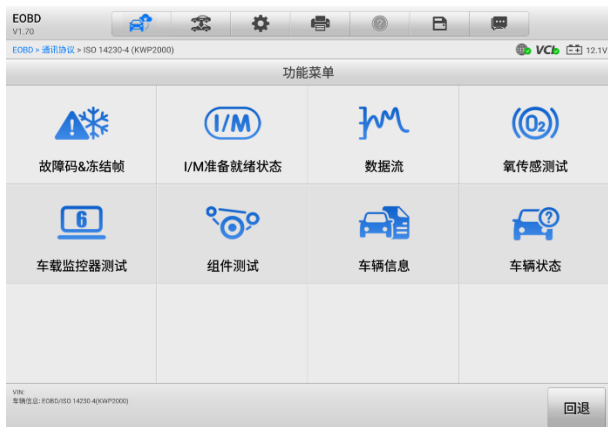 EOBD
V1.70
EOBD > 通讯协议 > ISO 14230-4 (KWP2000)
VCI 12.1V
功能菜单
故障码&冻结帧
I/M
I/M准备就绪状态
数据流
O2
氧传感测试
6
车载监控器测试
组件测试
车辆信息
?
车辆状态
VIN:
车辆信息: EOBD/ISO 14230-4(KWP2000)
回退